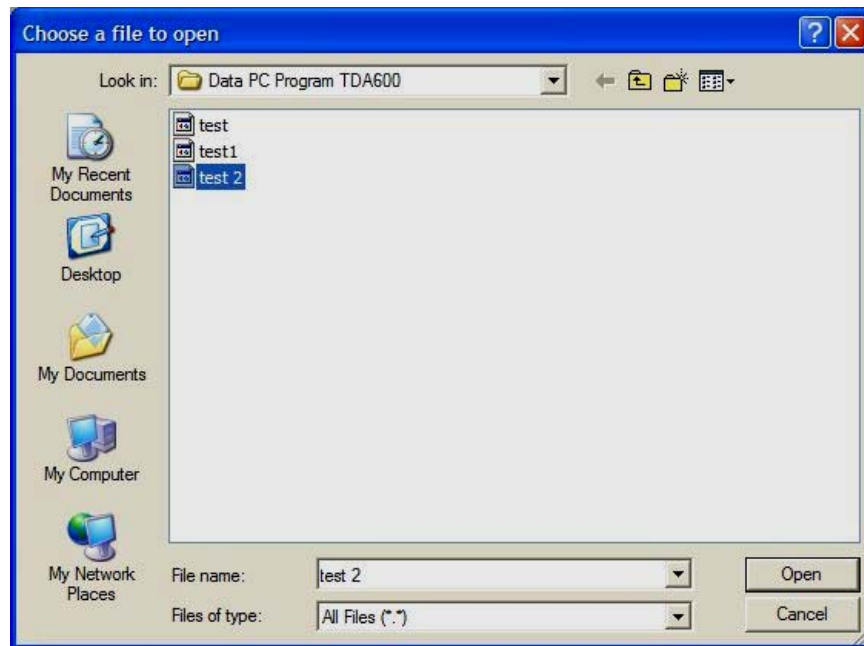 Choose a file to open
Look in: Data PC Program TDA600
test
test1
test 2
My Recent
Documents
Desktop
My Documents
My Computer
My Network
Places
File name: test 2 Open
Files of type: All Files (*.*) Cancel